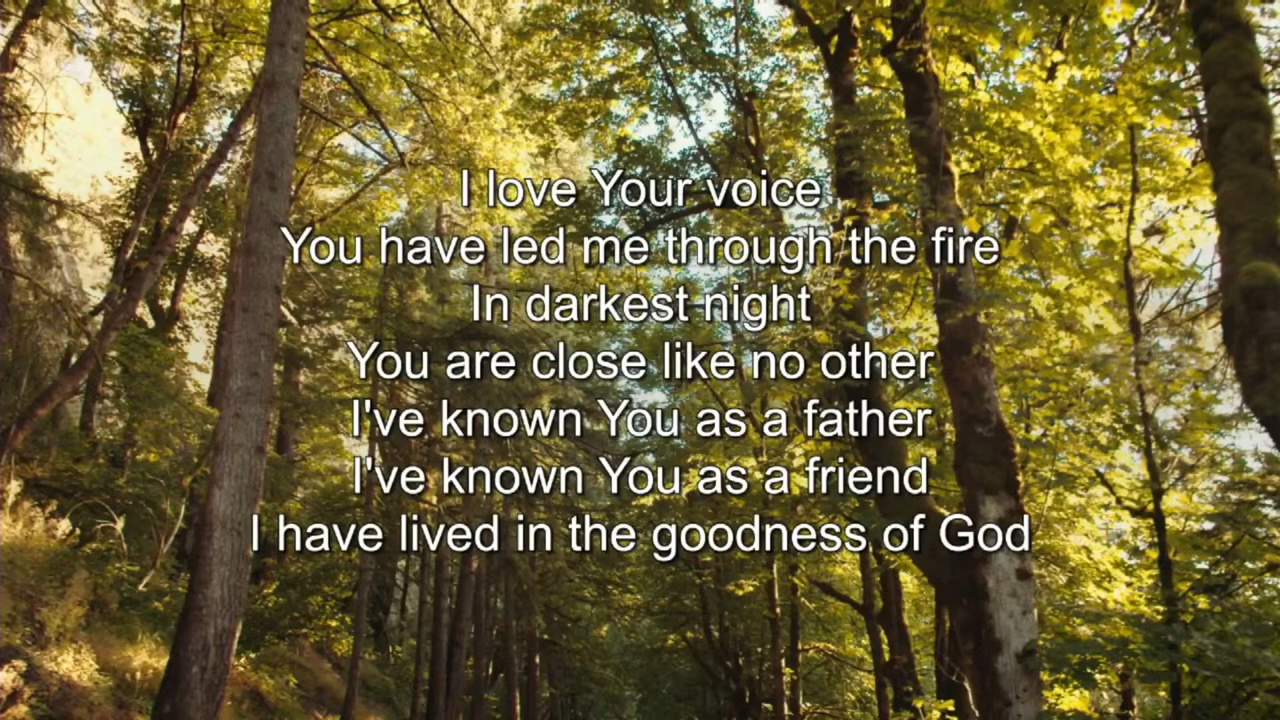 I love Your voice
You have led me through the fire
In darkest night
You are close like no other
I've known You as a father
I've known You as a friend
I have lived in the goodness of God